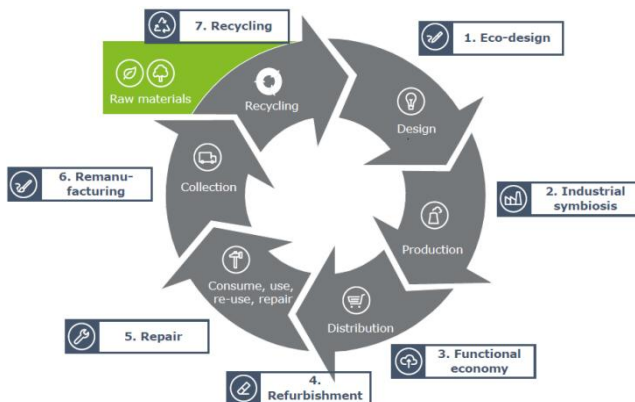 7. Recycling
1. Eco-design
Raw materials
Recycling
Design
6. Remanu-
facturing
Collection
2. Industrial
symbiosis
Production
Consume, use,
re-use, repair
Distribution
5. Repair
3. Functional
economy
4.
Refurbishment